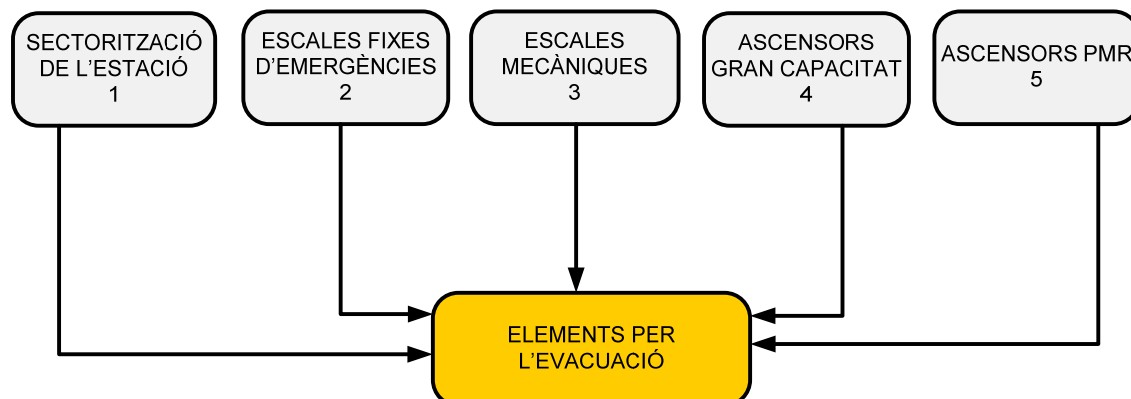 SECTORITZACIÓ
DE L'ESTACIÓ
1
ESCALES FIXES
D'EMERGÈNCIES
2
ESCALES
MECÀNIQUES
3
ASCENSORS
GRAN CAPACITAT
4
ASCENSORS PMR
5
ELEMENTS PER
L'EVACUACIÓ